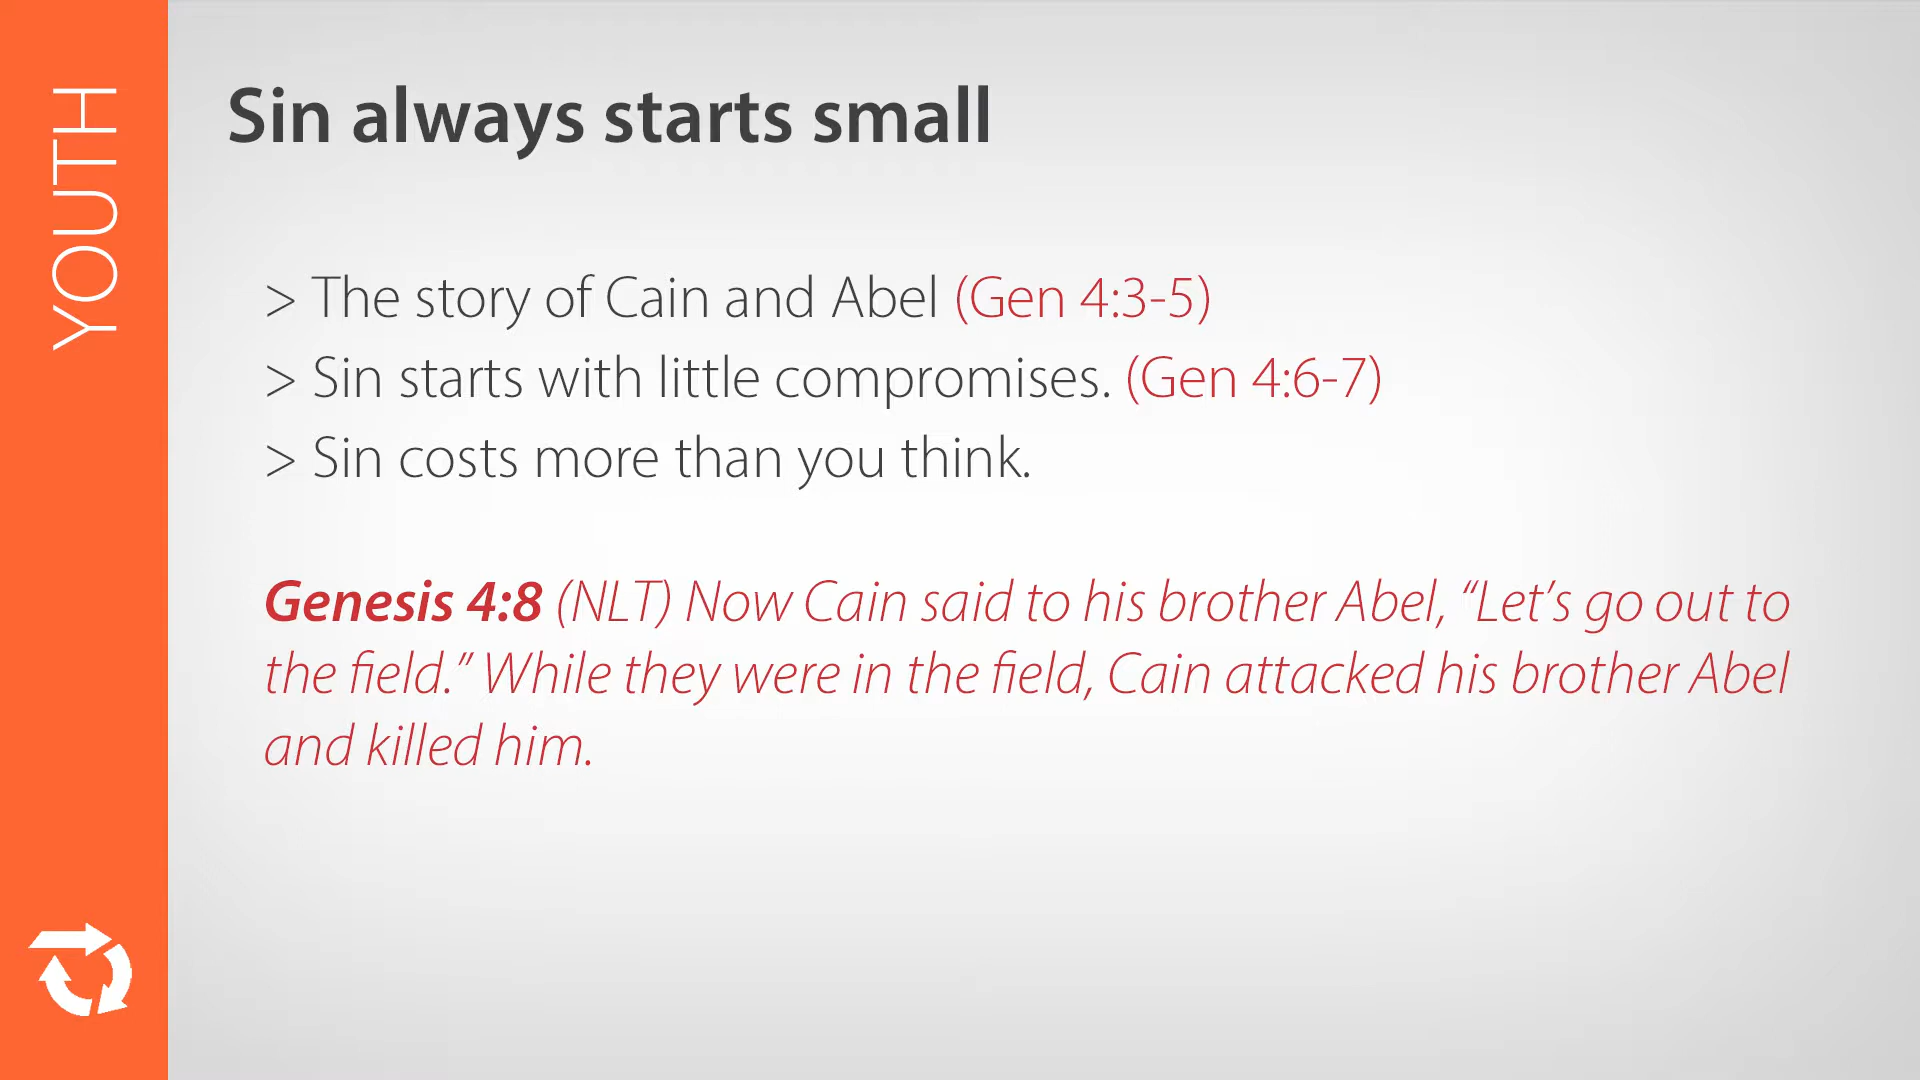 YOUTH
Sin always starts small
> The story of Cain and Abel (Gen 4:3-5)
> Sin starts with little compromises. (Gen 4:6-7)
> Sin costs more than you think.
Genesis 4:8 (NLT) Now Cain said to his brother Abel, “Let’s go out to
the field.” While they were in the field, Cain attacked his brother Abel
and killed him.